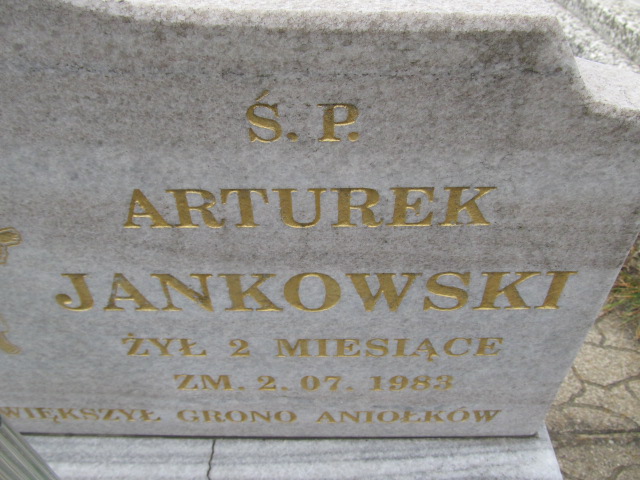 Ś. P.
ARTUREK
JANKOWSKI
ŻYŁ 2 MIESIĄCE
ZM. 2. 07. 1983
WIĘKSZYŁ GRONO ANIOŁKÓW